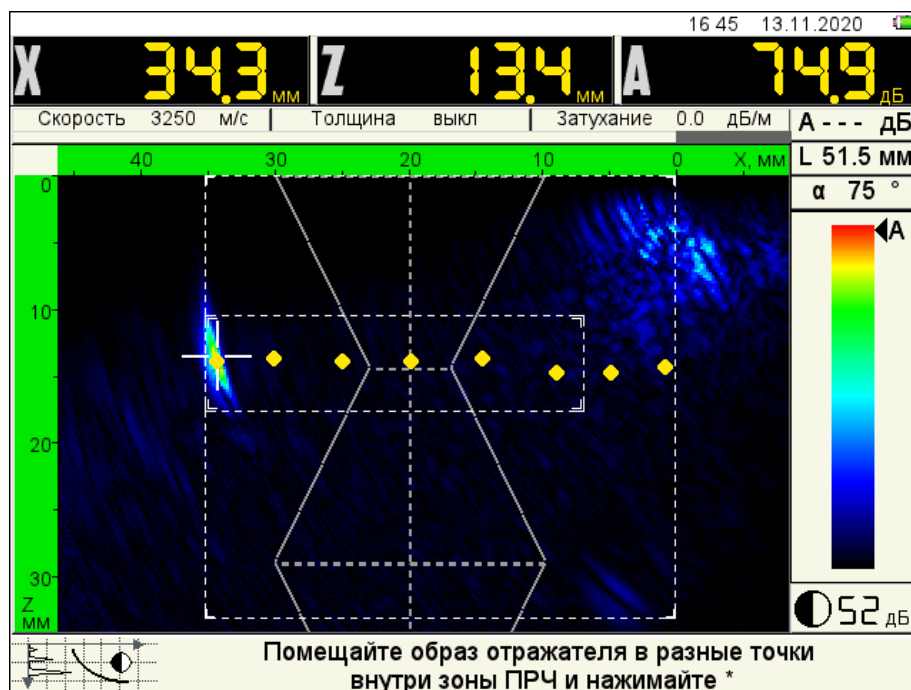 16 45 13.11.2020
X 34.3 мм Z 13.4 мм A 74.9 дБ
Скорость 3250 м/с Толщина выкл Затухание 0.0 дБ/м A - - - дБ
40 30 20 10 0 X, мм L 51.5 мм
0 α 75 °
A
10
20
30
Z
мм 52 дБ
Помещайте образ отражателя в разные точки
внутри зоны ПРЧ и нажимайте *